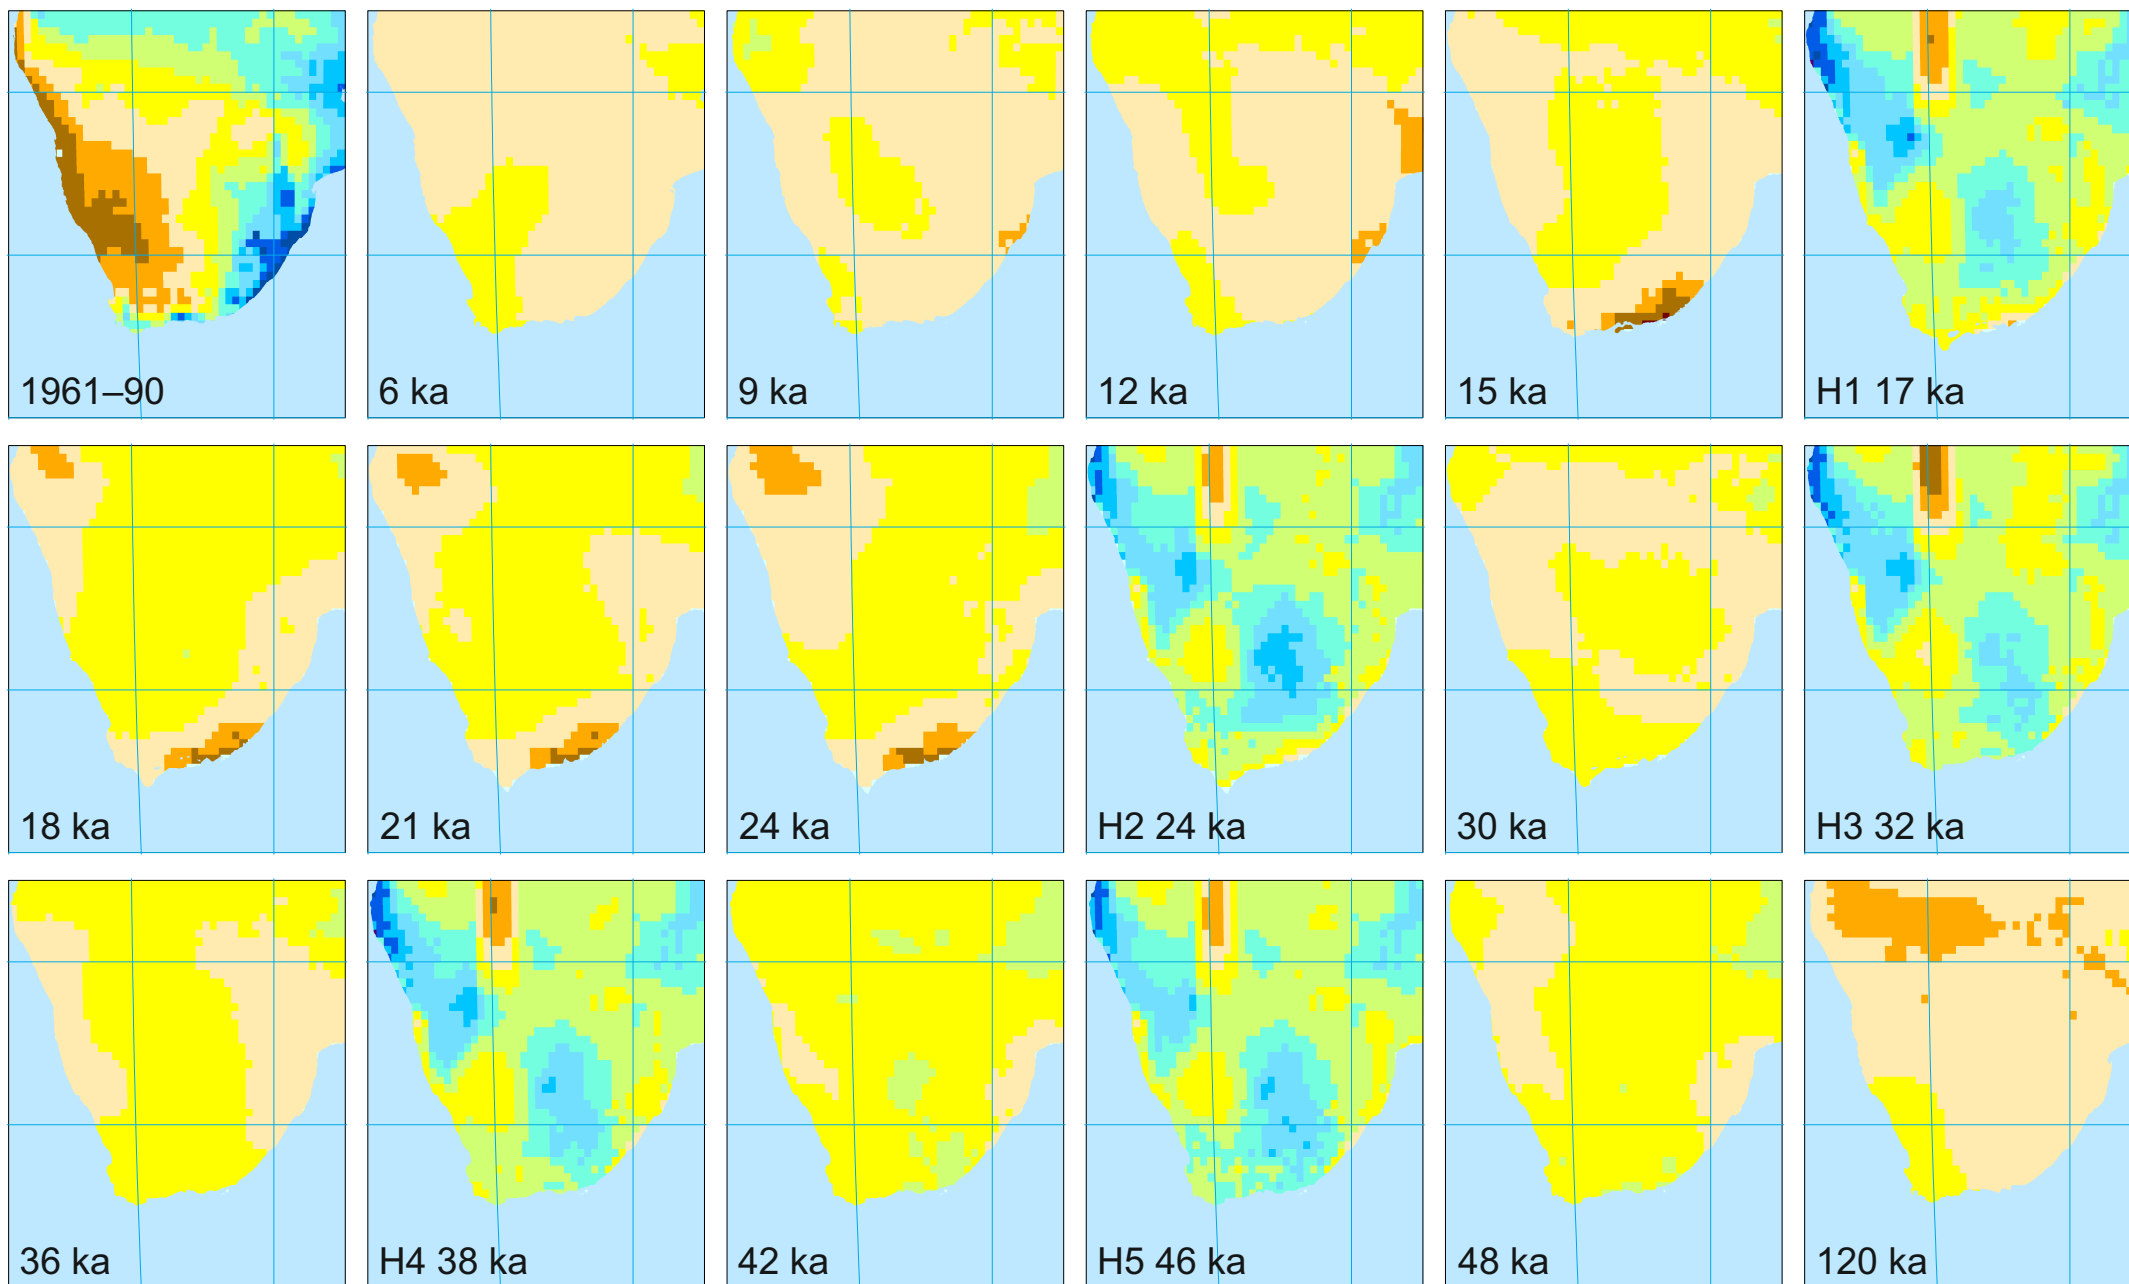 1961–90
6 ka
9 ka
12 ka
15 ka
H1 17 ka
18 ka
21 ka
24 ka
H2 24 ka
30 ka
H3 32 ka
36 ka
H4 38 ka
42 ka
H5 46 ka
48 ka
120 ka